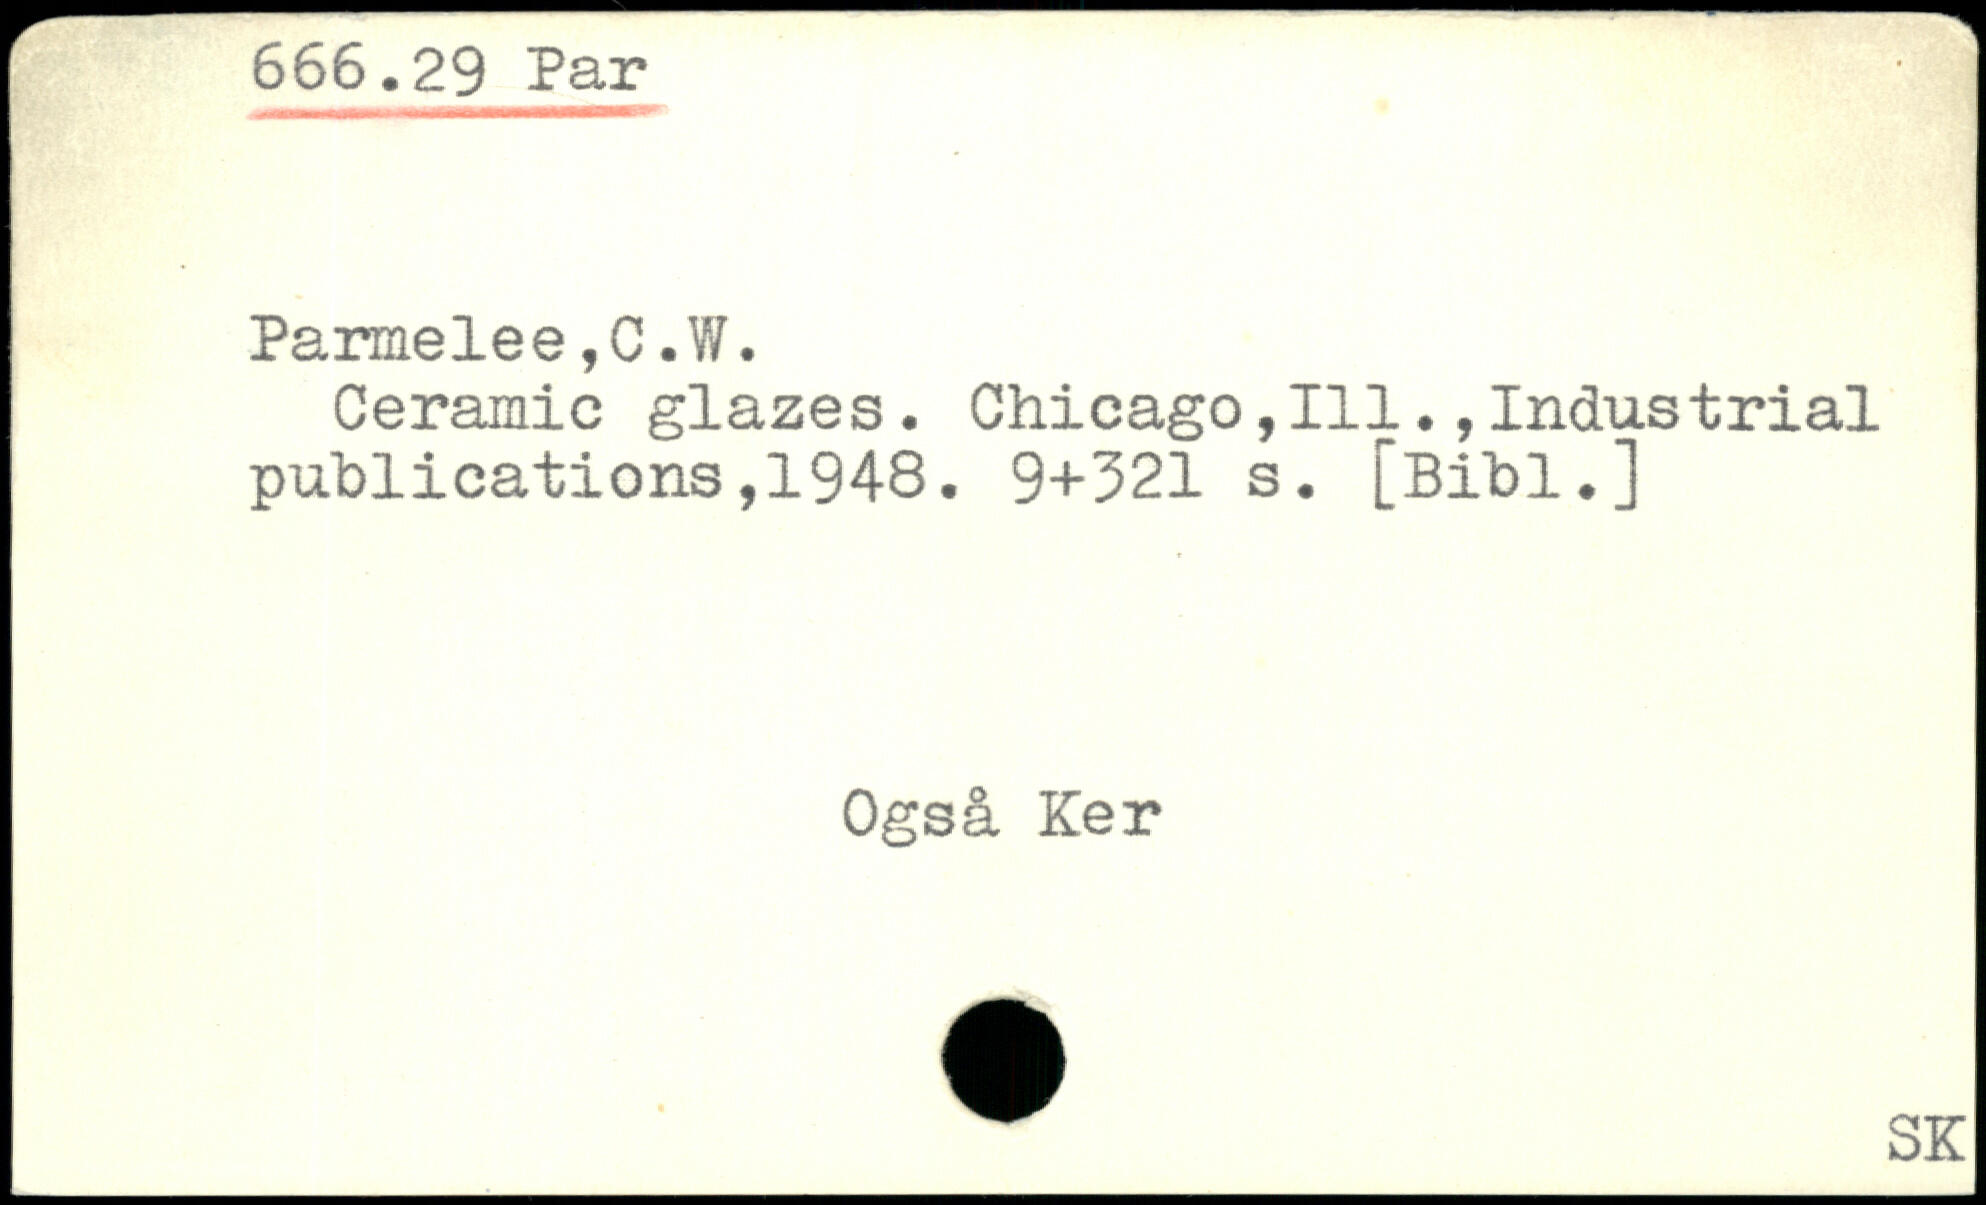 666.29 Par
Parmelee,C.W.
Ceramic glazes. Chicago,Ill.,Industrial
publications,1948. 9+321 s. [Bibl.]
Også Ker
SK